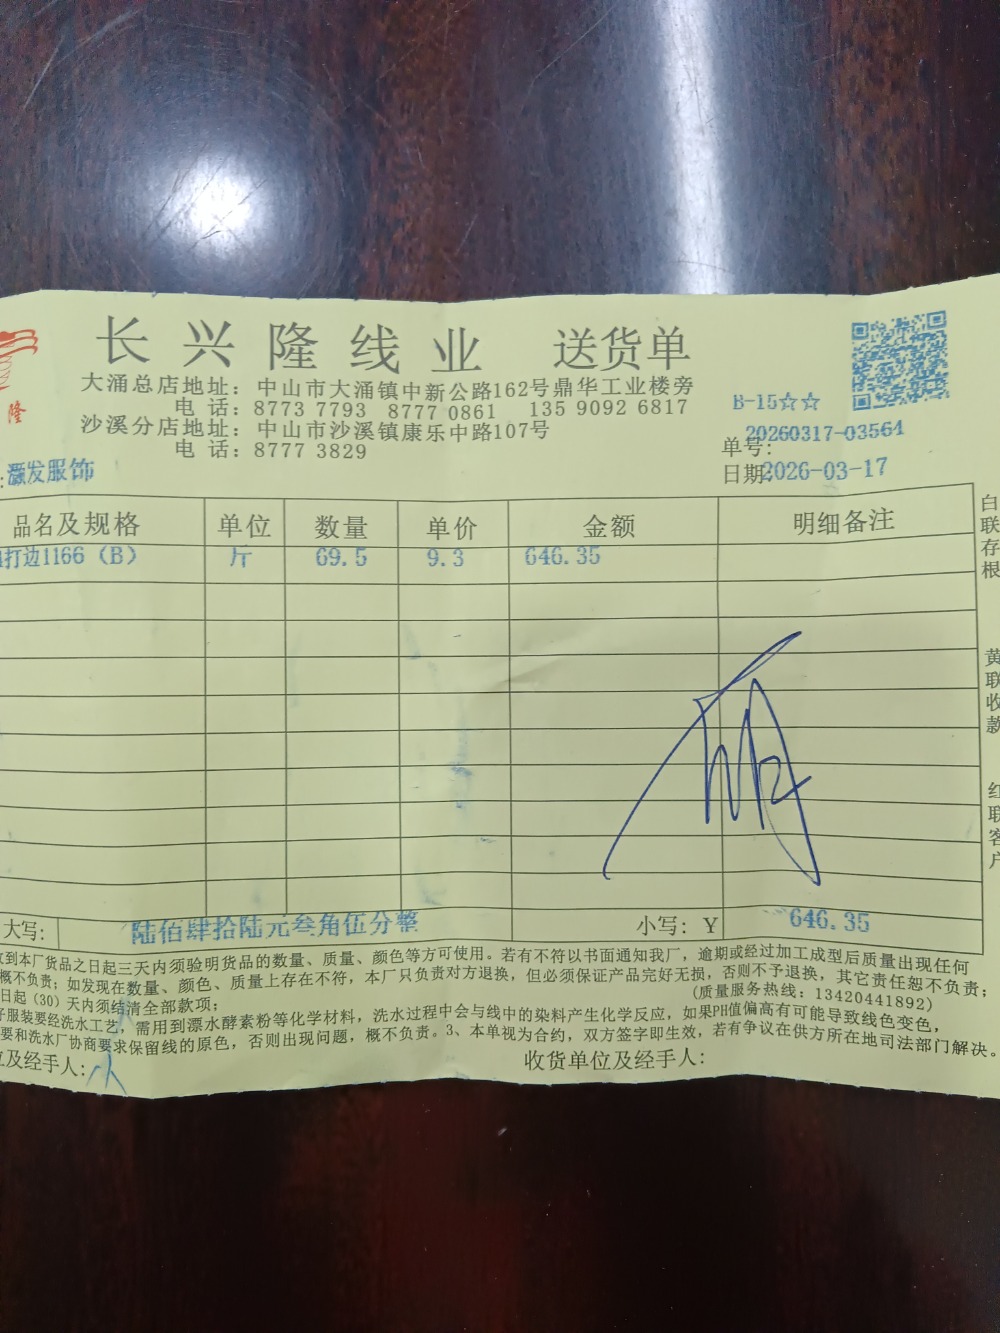 长兴隆线业 送货单
大涌总店地址：中山市大涌镇中新公路162号鼎华工业楼旁
电 话：8773 7793 8777 0861 135 9092 6817
沙溪分店地址：中山市沙溪镇康乐中路107号
电 话：8777 3829
隆
B-15☆☆
单号：20260317-03564
日期：2026-03-17
：灏发服饰
品名及规格 单位 数量 单价 金额 明细备注
打边1166（B） 斤 69.5 9.3 646.35
大写： 陆佰肆拾陆元叁角伍分整 小写：Y 646.35
白联存根
黄联收款
红联客户
到本厂货品之日起三天内须验明货品的数量、质量、颜色等方可使用。若有不符以书面通知我厂，逾期或经过加工成型后质量出现任何
概不负责；如发现在数量、颜色、质量上存在不符，本厂只负责对方退换，但必须保证产品完好无损，否则不予退换，其它责任恕不负责；
日起（30）天内须结清全部款项；
(质量服务热线：13420441892)
服装要经洗水工艺，需用到漂水酵素粉等化学材料，洗水过程中会与线中的染料产生化学反应，如果PH值偏高有可能导致线色变色，
要和洗水厂协商要求保留线的原色，否则出现问题，概不负责。3、本单视为合约，双方签字即生效，若有争议在供方所在地司法部门解决。
及经手人： 收货单位及经手人：